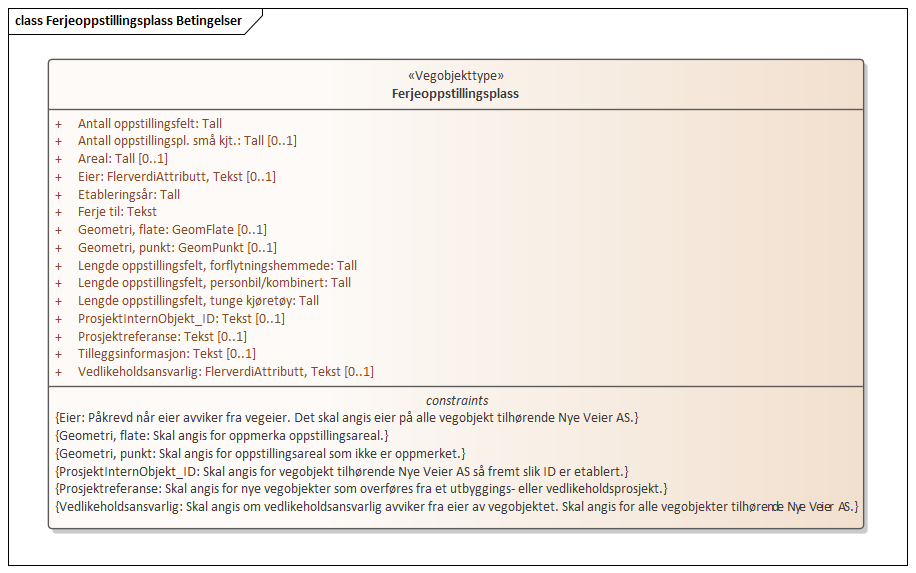 class Ferjeoppstillingsplass Betingelser
«Vegobjekttype»
Ferjeoppstillingsplass
+ Antall oppstillingsfelt: Tall
+ Antall oppstillingspl. små kjt.: Tall [0..1]
+ Areal: Tall [0..1]
+ Eier: FlerverdiAttributt, Tekst [0..1]
+ Etableringsår: Tall
+ Ferje til: Tekst
+ Geometri, flate: GeomFlate [0..1]
+ Geometri, punkt: GeomPunkt [0..1]
+ Lengde oppstillingsfelt, forflytningshemmede: Tall
+ Lengde oppstillingsfelt, personbil/kombinert: Tall
+ Lengde oppstillingsfelt, tunge kjøretøy: Tall
+ ProsjektInternObjekt_ID: Tekst [0..1]
+ Prosjektreferanse: Tekst [0..1]
+ Tilleggsinformasjon: Tekst [0..1]
+ Vedlikeholdsansvarlig: FlerverdiAttributt, Tekst [0..1]
constraints
{Eier: Påkrevd når eier avviker fra vegeier. Det skal angis eier på alle vegobjekt tilhørende Nye Veier AS.}
{Geometri, flate: Skal angis for oppmerka oppstillingsareal.}
{Geometri, punkt: Skal angis for oppstillingsareal som ikke er oppmerket.}
{ProsjektInternObjekt_ID: Skal angis for vegobjekt tilhørende Nye Veier AS så fremt slik ID er etablert.}
{Prosjektreferanse: Skal angis for nye vegobjekter som overføres fra et utbyggings- eller vedlikeholdsprosjekt.}
{Vedlikeholdsansvarlig: Skal angis om vedlikeholdsansvarlig avviker fra eier av vegobjektet. Skal angis for alle vegobjekter tilhørende Nye Veier AS.}